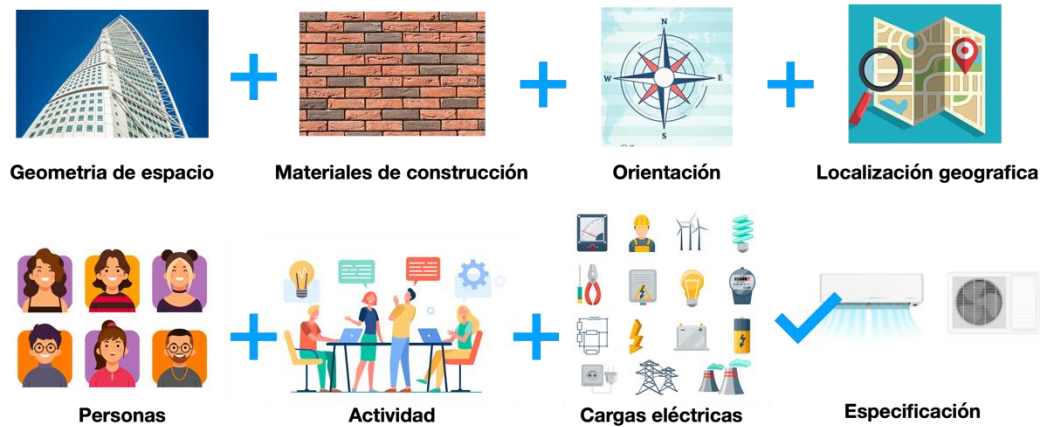 N
W E
S
Geometria de espacio
Materiales de construcción
Orientación
Localización geografica
Personas
Actividad
Cargas eléctricas
Especificación